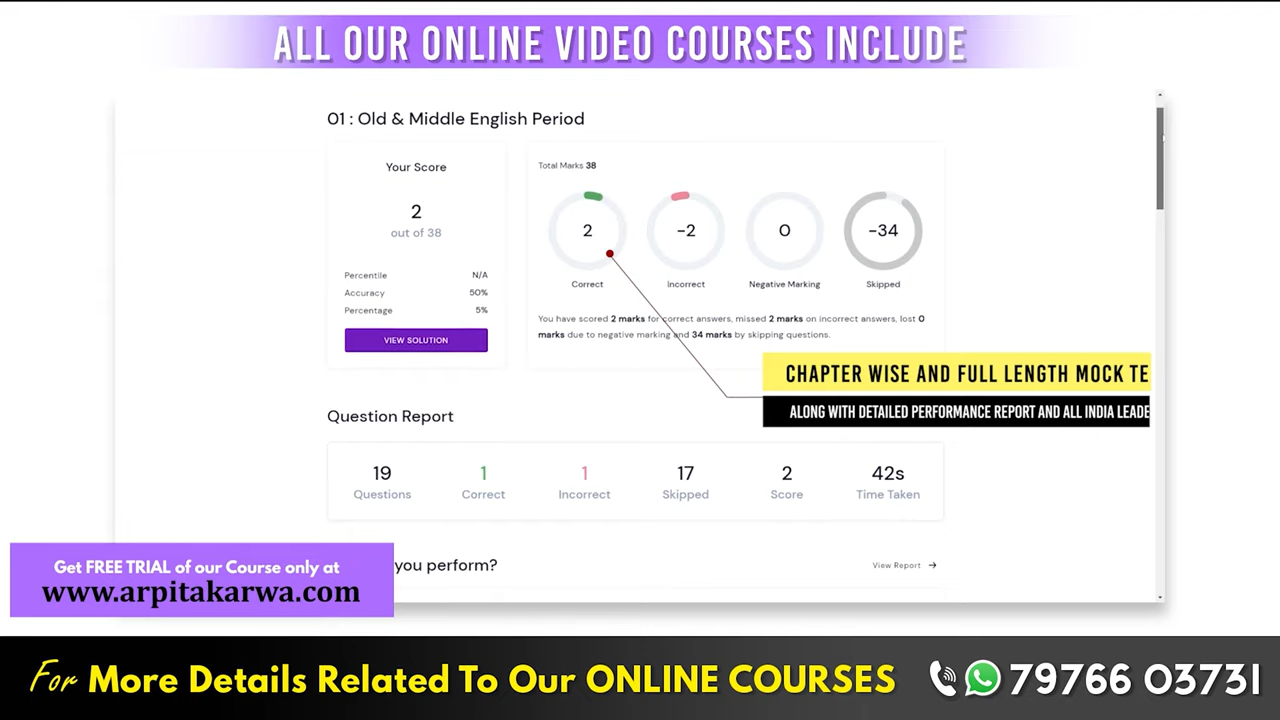 ALL OUR ONLINE VIDEO COURSES INCLUDE
01 : Old & Middle English Period
Your Score
2
out of 38
Percentile N/A
Accuracy 50%
Percentage 5%
VIEW SOLUTION
Total Marks 38
2 -2 0 -34
Correct Incorrect Negative Marking Skipped
You have scored 2 marks for correct answers, missed 2 marks on incorrect answers, lost 0
marks due to negative marking and 34 marks by skipping questions.
CHAPTER WISE AND FULL LENGTH MOCK TE
ALONG WITH DETAILED PERFORMANCE REPORT AND ALL INDIA LEADE
Question Report
19 1 1 17 2 42s
Questions Correct Incorrect Skipped Score Time Taken
you perform? View Report →
Get FREE TRIAL of our Course only at
www.arpitakarwa.com
For More Details Related To Our ONLINE COURSES 79766 03731